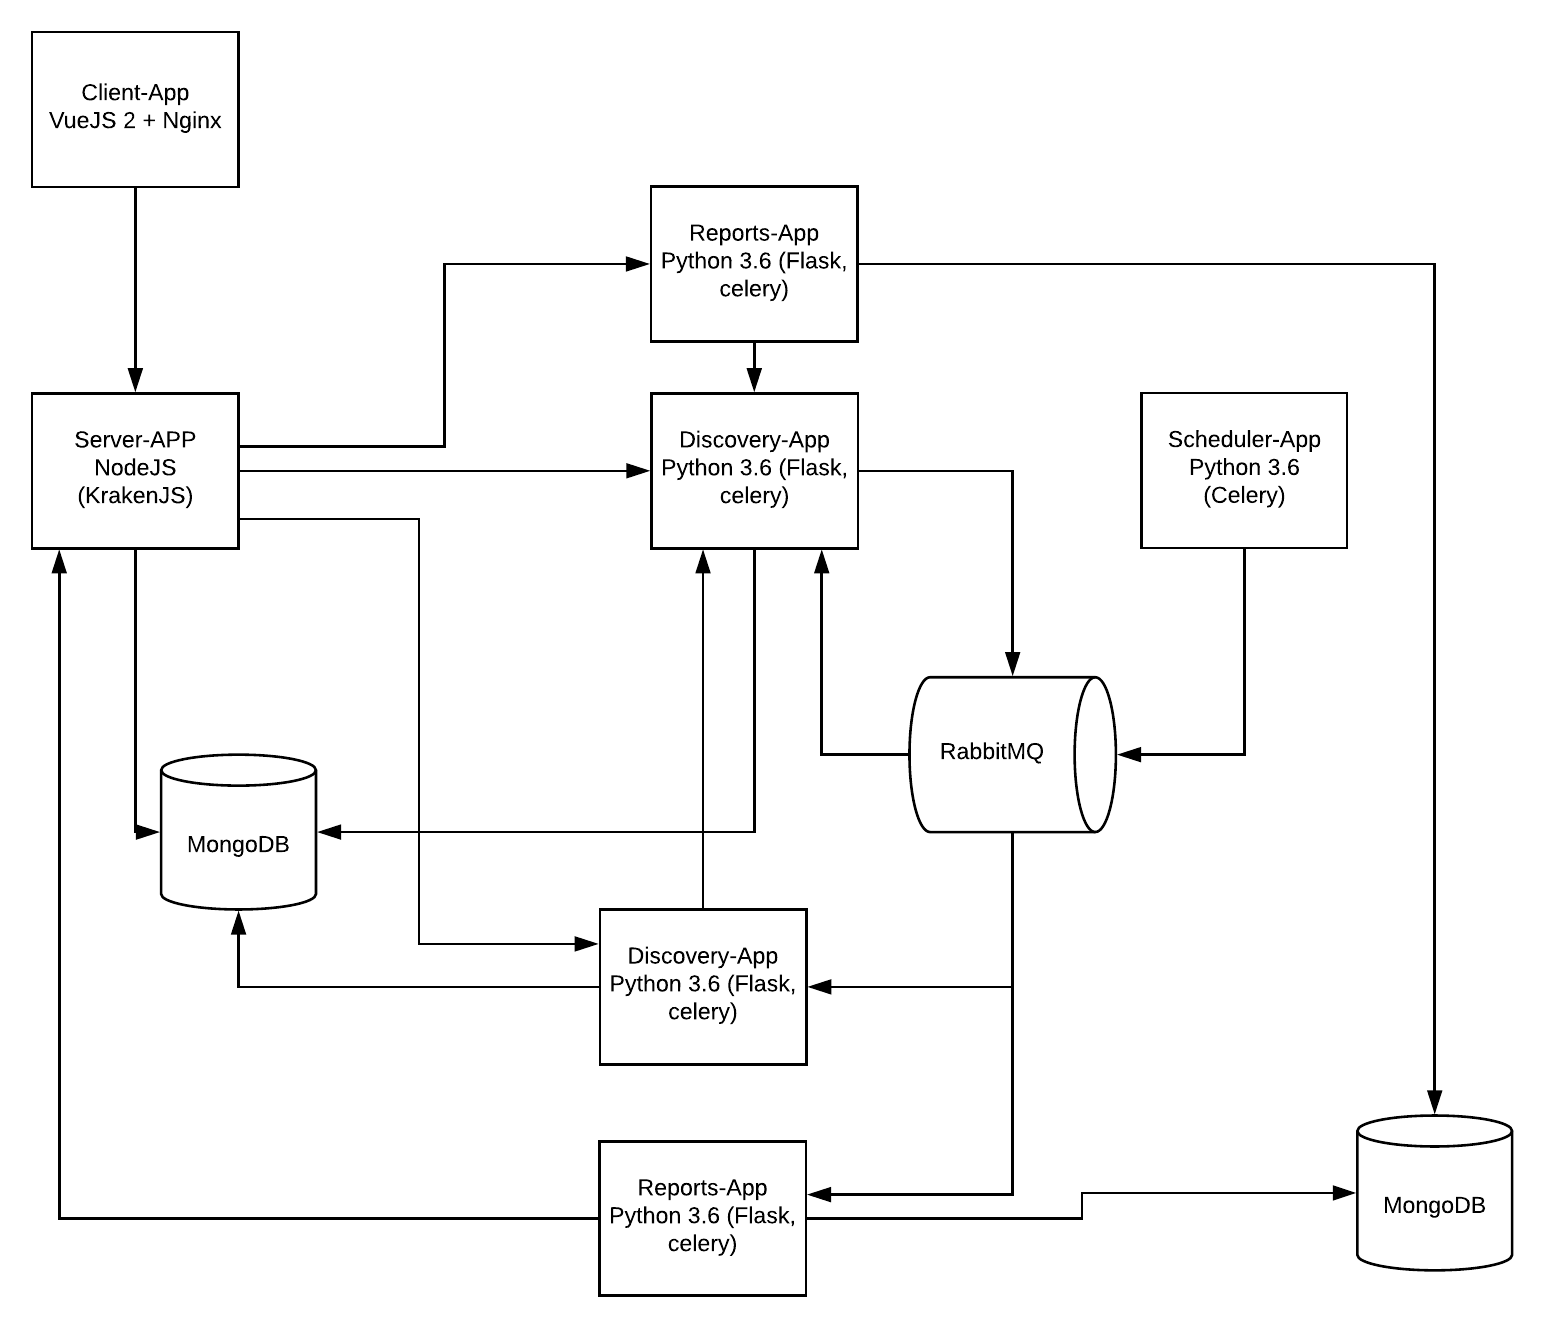 Client-App
VueJS 2 + Nginx
Reports-App
Python 3.6 (Flask,
celery)
Server-APP
NodeJS
(KrakenJS)
Discovery-App
Python 3.6 (Flask,
celery)
Scheduler-App
Python 3.6
(Celery)
RabbitMQ
MongoDB
Discovery-App
Python 3.6 (Flask,
celery)
Reports-App
Python 3.6 (Flask,
celery)
MongoDB